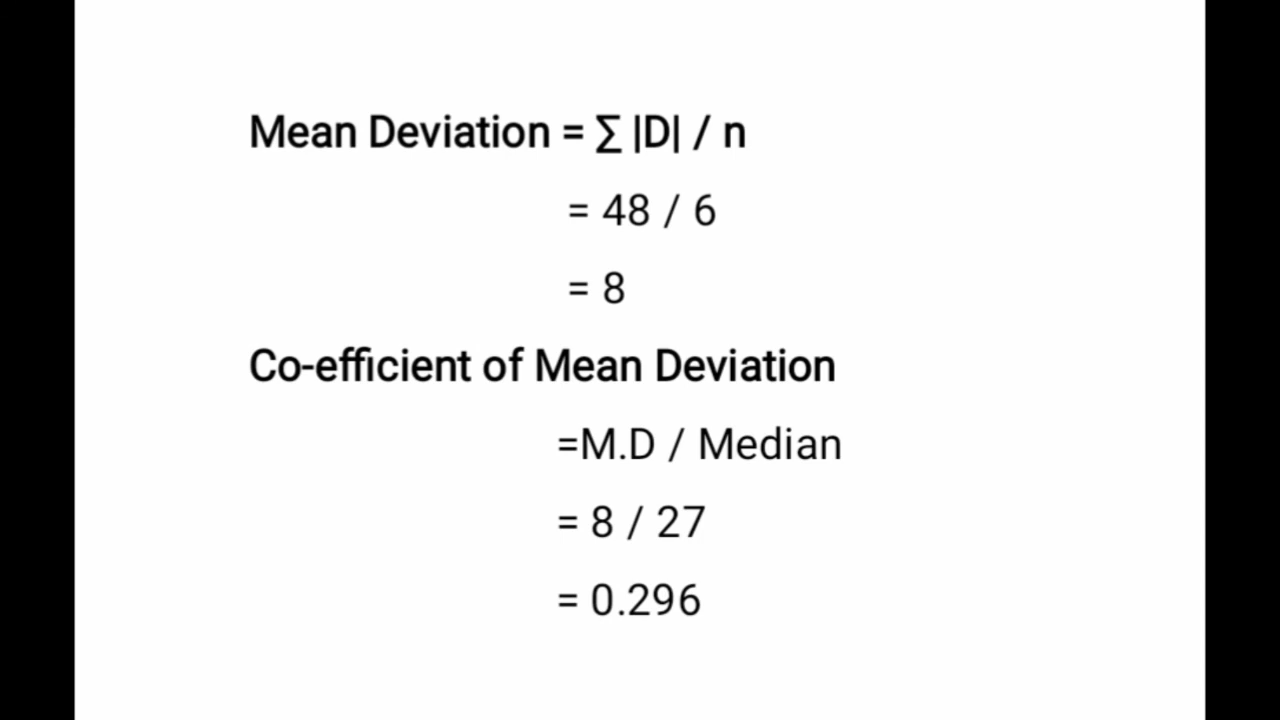 Mean Deviation = ∑ |D| / n
= 48 / 6
= 8
Co-efficient of Mean Deviation
=M.D / Median
= 8 / 27
= 0.296